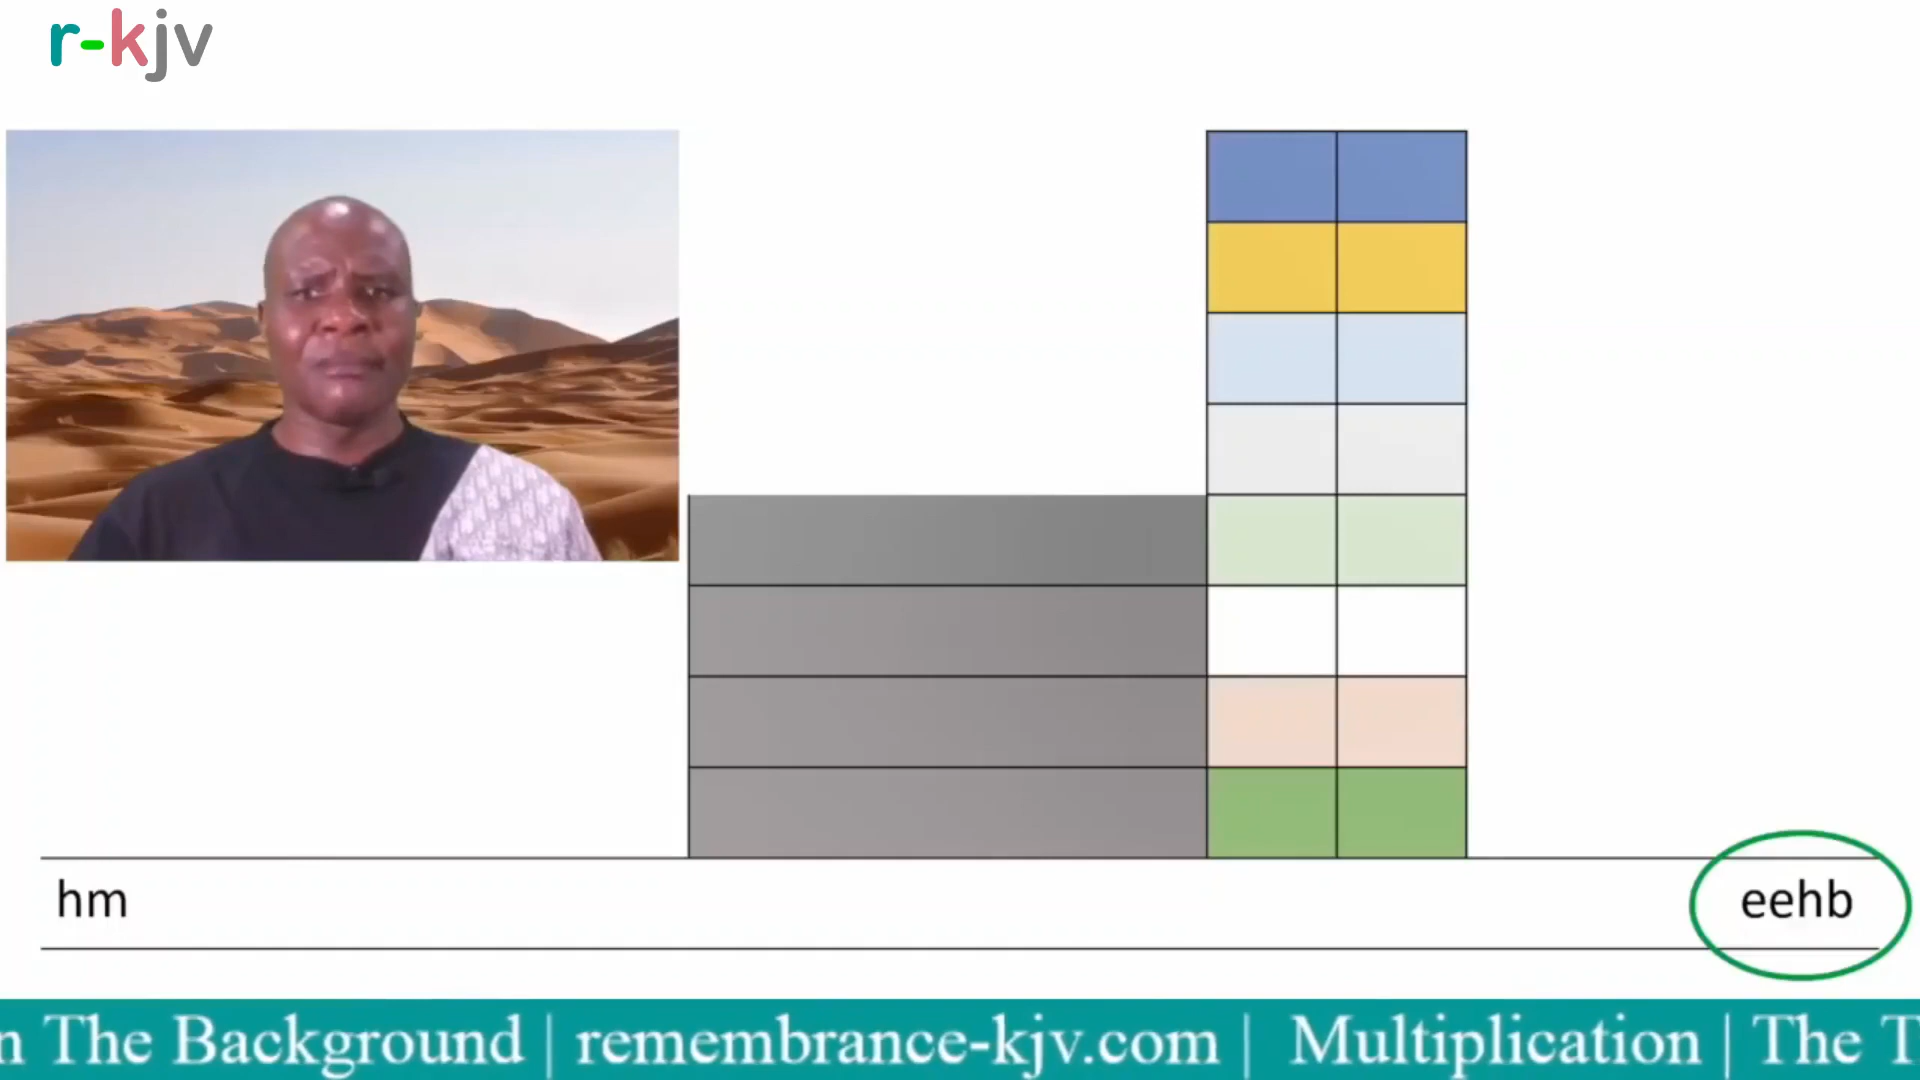 r-kjv
hm
eehb
n The Background | remembrance-kjv.com | Multiplication | The T